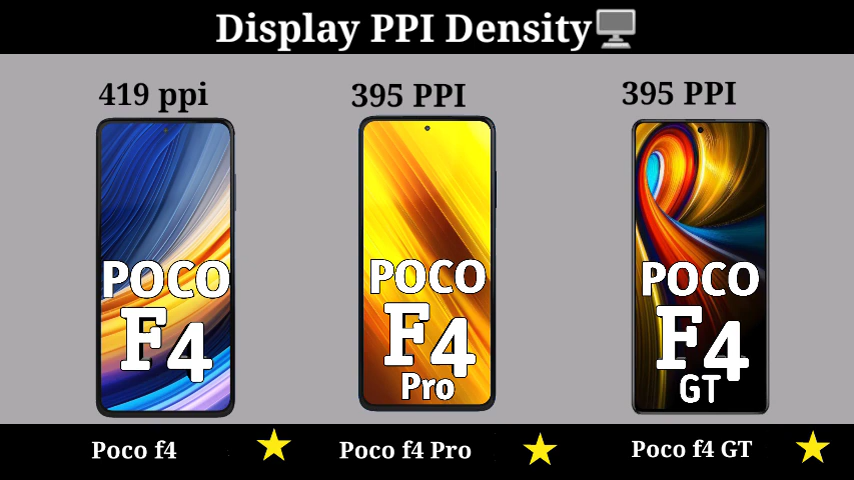 Display PPI Density
419 ppi
395 PPI
395 PPI
POCO
F4
POCO
F4
Pro
POCO
F4
GT
Poco f4
Poco f4 Pro
Poco f4 GT